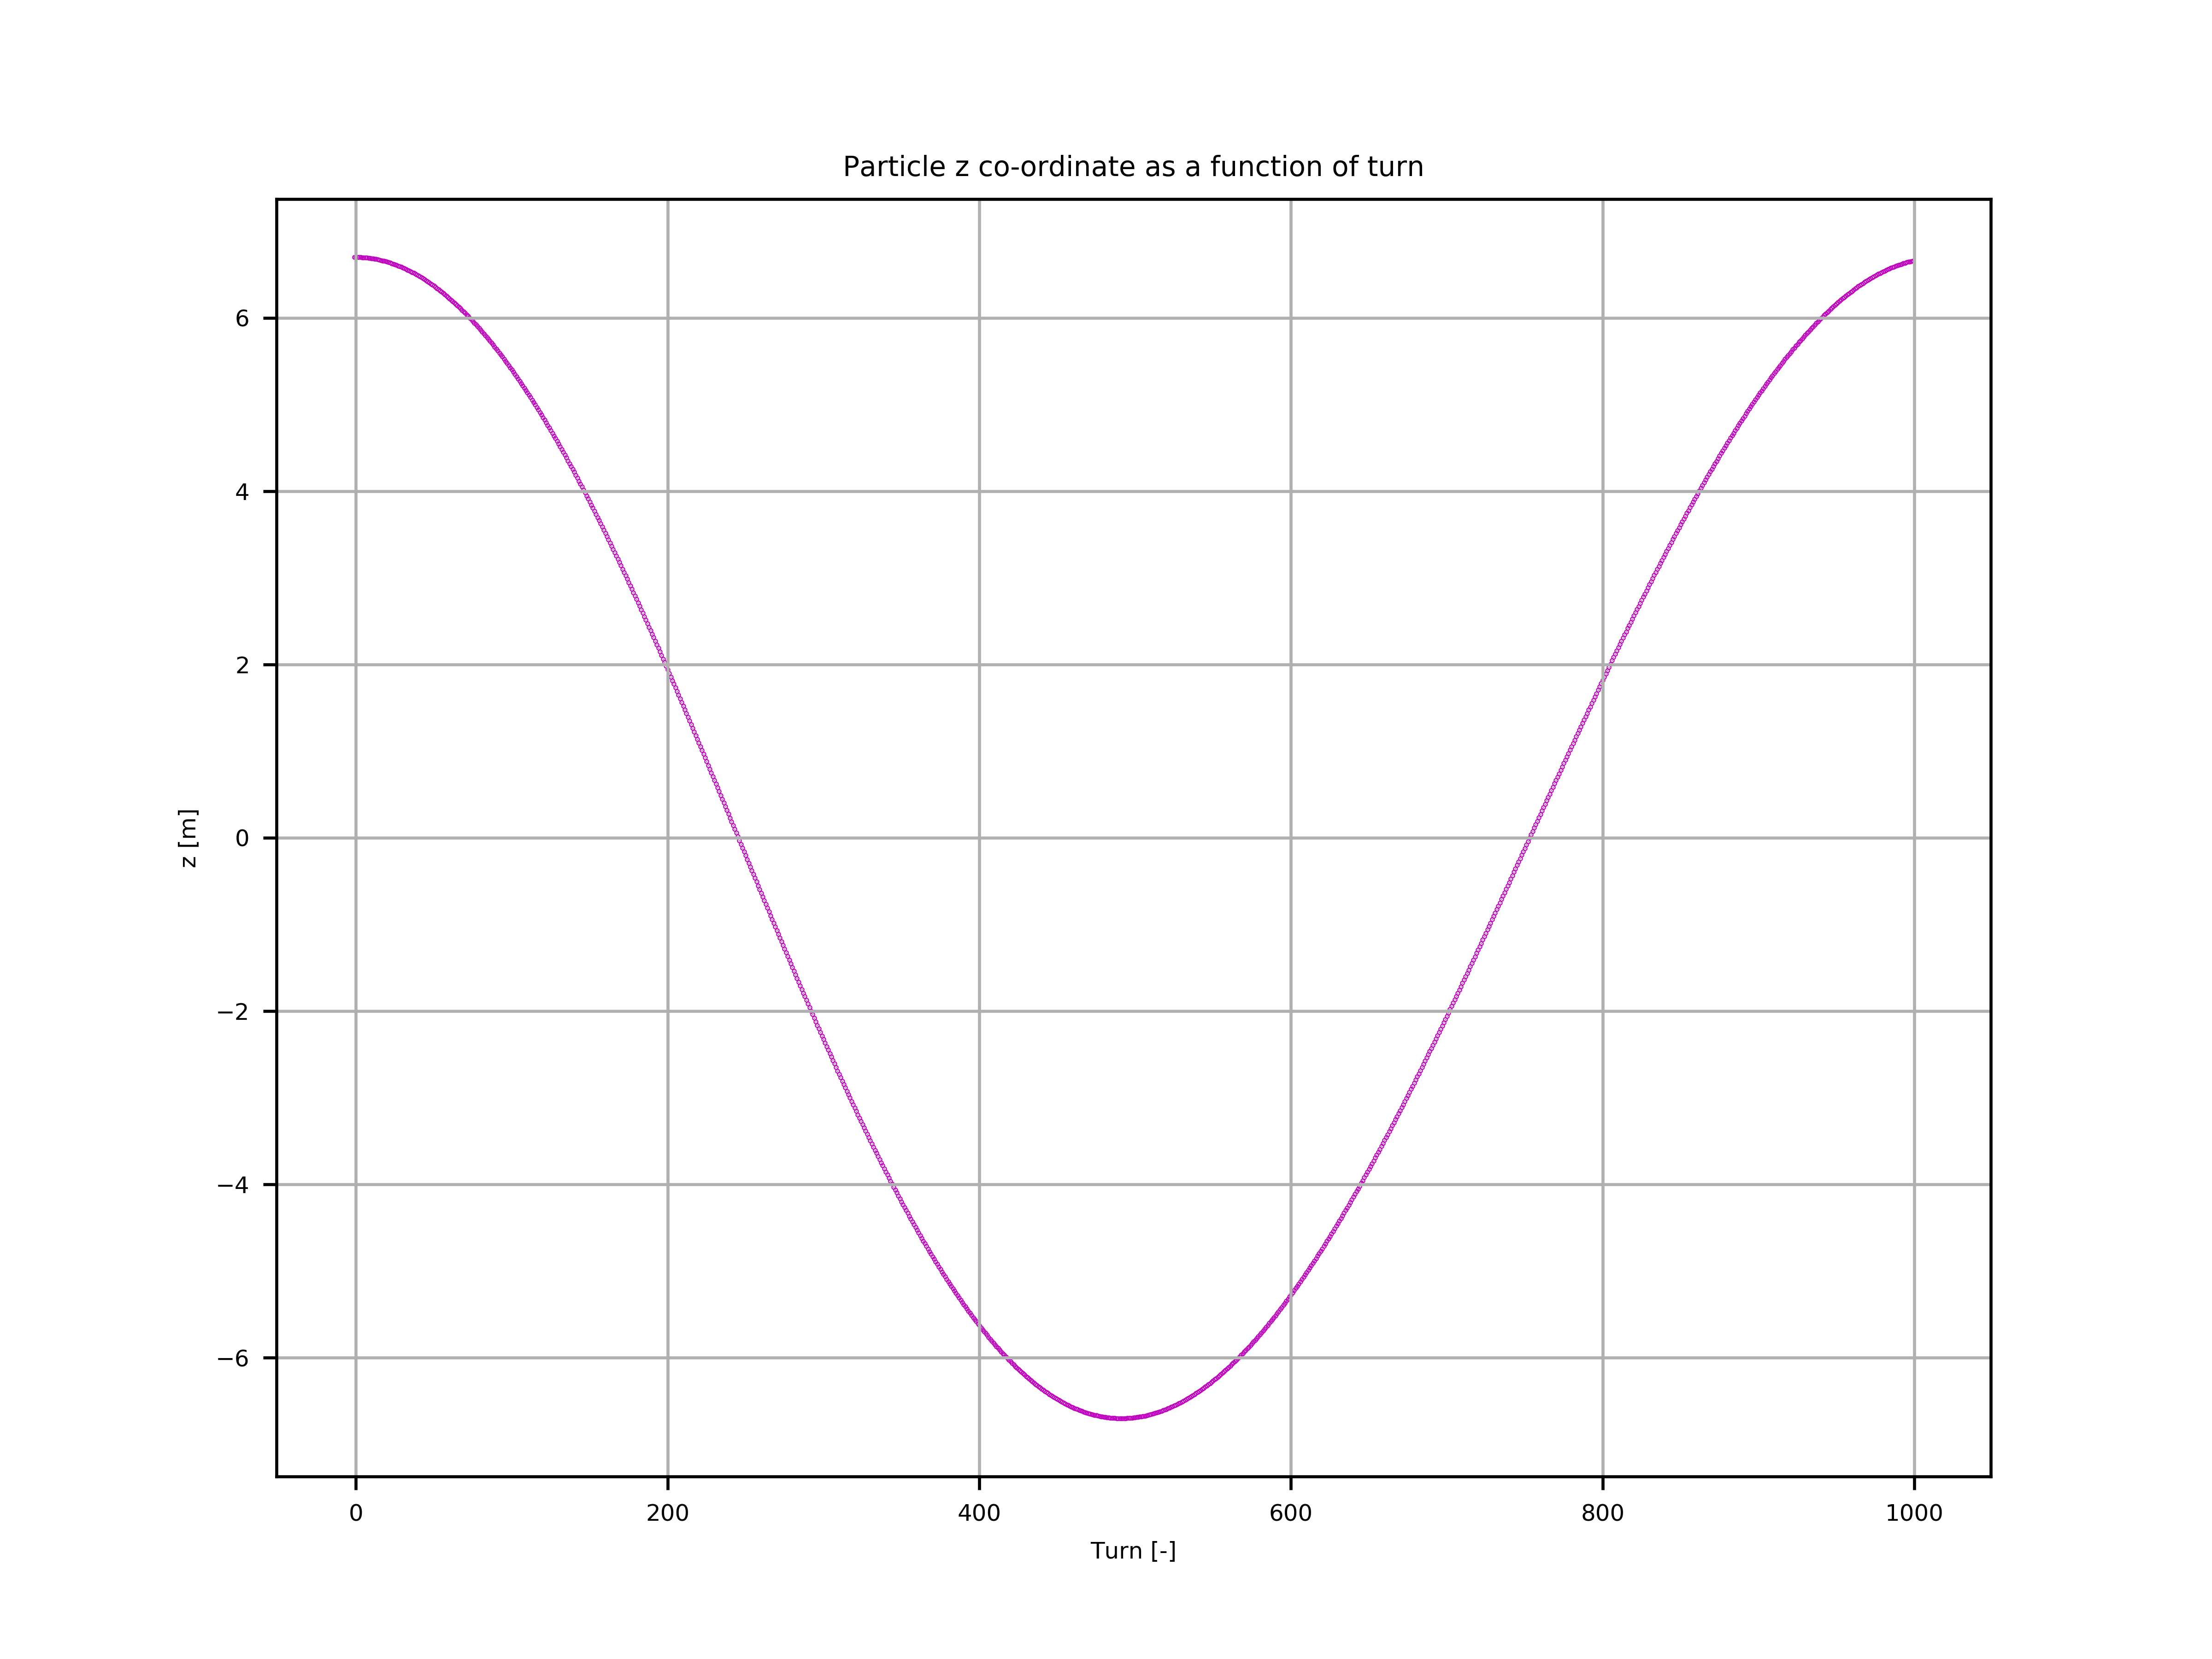 Particle z co-ordinate as a function of turn
6
4
2
0
−2
−4
−6
z [m]
0 200 400 600 800 1000
Turn [-]